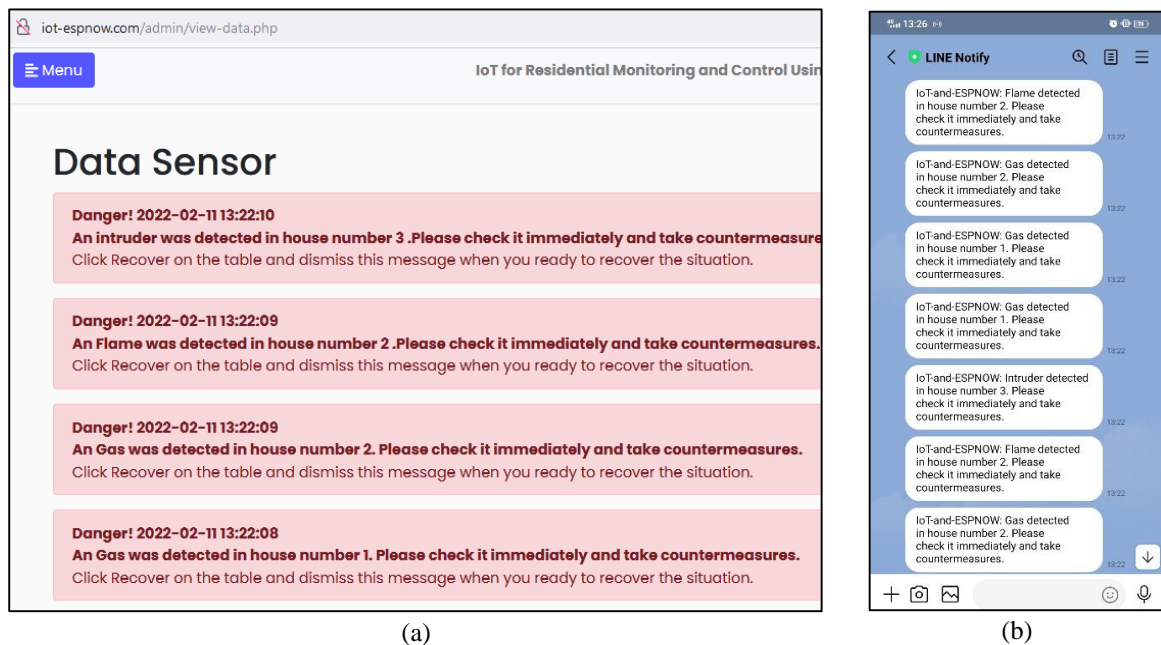 iot-espnow.com/admin/view-data.php
Menu
IoT for Residential Monitoring and Control Usin
Data Sensor
Danger! 2022-02-11 13:22:10
An intruder was detected in house number 3 .Please check it immediately and take countermeasure
Click Recover on the table and dismiss this message when you ready to recover the situation.
Danger! 2022-02-11 13:22:09
An Flame was detected in house number 2 .Please check it immediately and take countermeasures.
Click Recover on the table and dismiss this message when you ready to recover the situation.
Danger! 2022-02-11 13:22:09
An Gas was detected in house number 2. Please check it immediately and take countermeasures.
Click Recover on the table and dismiss this message when you ready to recover the situation.
Danger! 2022-02-11 13:22:08
An Gas was detected in house number 1. Please check it immediately and take countermeasures.
Click Recover on the table and dismiss this message when you ready to recover the situation.
(a)
13:26
LINE Notify
IoT-and-ESPNOW: Flame detected
in house number 2. Please
check it immediately and take
countermeasures.
13:22
IoT-and-ESPNOW: Gas detected
in house number 2. Please
check it immediately and take
countermeasures.
13:22
IoT-and-ESPNOW: Gas detected
in house number 1. Please
check it immediately and take
countermeasures.
13:22
IoT-and-ESPNOW: Gas detected
in house number 1. Please
check it immediately and take
countermeasures.
13:22
IoT-and-ESPNOW: Intruder detected
in house number 3. Please
check it immediately and take
countermeasures.
13:22
IoT-and-ESPNOW: Flame detected
in house number 2. Please
check it immediately and take
countermeasures.
13:22
IoT-and-ESPNOW: Gas detected
in house number 2. Please
check it immediately and take
countermeasures.
13:22
(b)